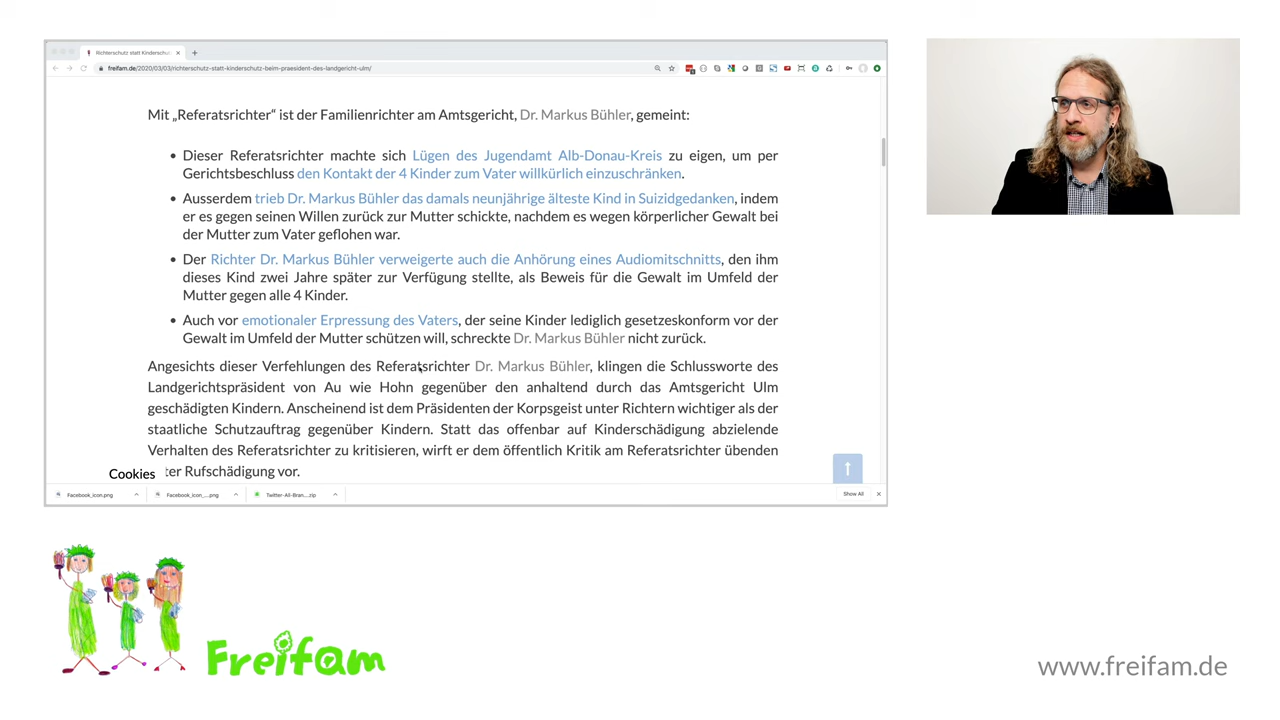 Richterschutz statt Kinderschu
freifam.de/2020/03/03/richterschutz-statt-kinderschutz-beim-praesident-des-landgericht-ulm/
Mit „Referatsrichter“ ist der Familienrichter am Amtsgericht, Dr. Markus Bühler, gemeint:
• Dieser Referatsrichter machte sich Lügen des Jugendamt Alb-Donau-Kreis zu eigen, um per
Gerichtsbeschluss den Kontakt der 4 Kinder zum Vater willkürlich einzuschränken.
• Ausserdem trieb Dr. Markus Bühler das damals neunjährige älteste Kind in Suizidgedanken, indem
er es gegen seinen Willen zurück zur Mutter schickte, nachdem es wegen körperlicher Gewalt bei
der Mutter zum Vater geflohen war.
• Der Richter Dr. Markus Bühler verweigerte auch die Anhörung eines Audiomitschnitts, den ihm
dieses Kind zwei Jahre später zur Verfügung stellte, als Beweis für die Gewalt im Umfeld der
Mutter gegen alle 4 Kinder.
• Auch vor emotionaler Erpressung des Vaters, der seine Kinder lediglich gesetzeskonform vor der
Gewalt im Umfeld der Mutter schützen will, schreckte Dr. Markus Bühler nicht zurück.
Angesichts dieser Verfehlungen des Referatsrichter Dr. Markus Bühler, klingen die Schlussworte des
Landgerichtspräsident von Au wie Hohn gegenüber den anhaltend durch das Amtsgericht Ulm
geschädigten Kindern. Anscheinend ist dem Präsidenten der Korpsgeist unter Richtern wichtiger als der
staatliche Schutzauftrag gegenüber Kindern. Statt das offenbar auf Kinderschädigung abzielende
Verhalten des Referatsrichter zu kritisieren, wirft er dem öffentlich Kritik am Referatsrichter übenden
ter Rufschädigung vor.
Cookies
Facebook_icon.png
Facebook_icon_....png
Twitter-All-Bran....zip
Show All
Freifam
www.freifam.de